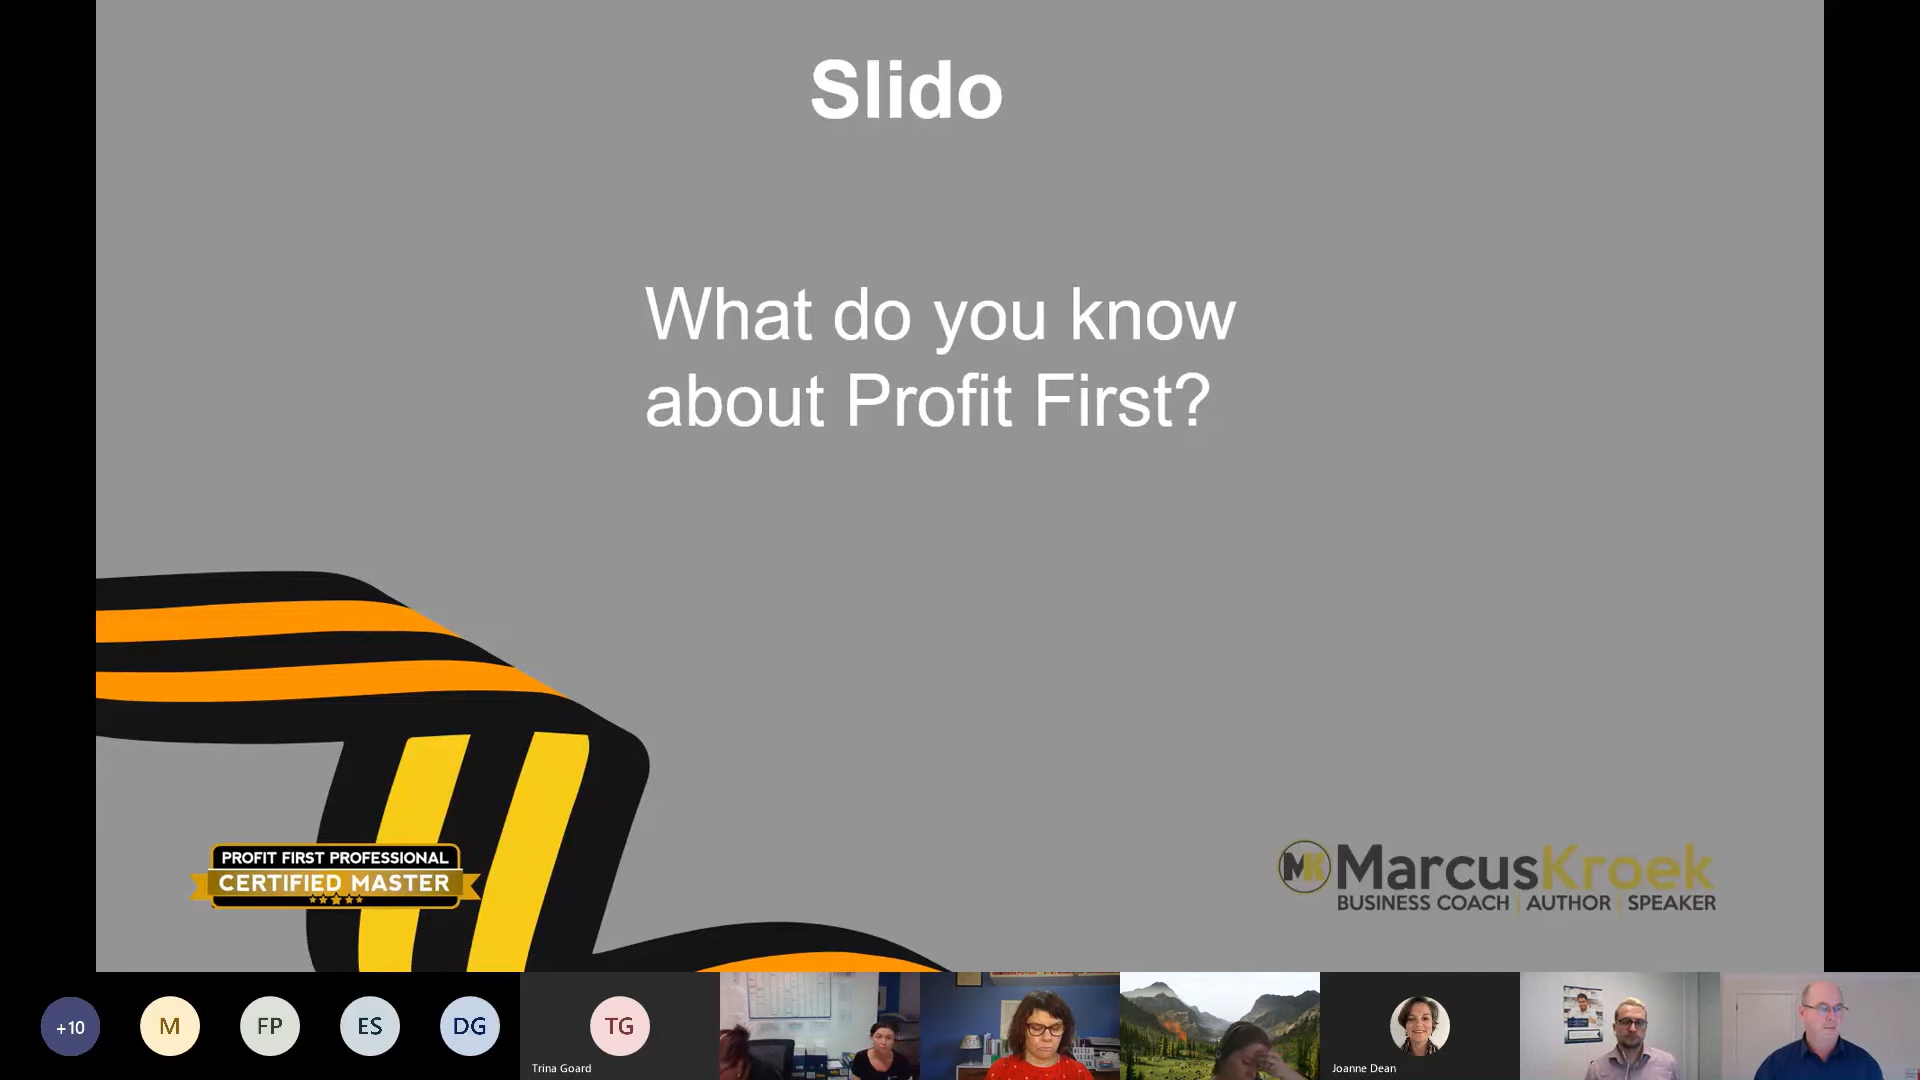 Slido
What do you know
about Profit First?
PROFIT FIRST PROFESSIONAL
CERTIFIED MASTER
MK
MarcusKroek
BUSINESS COACH | AUTHOR | SPEAKER
+10
M
FP
ES
DG
TG
Trina Goard
Joanne Dean